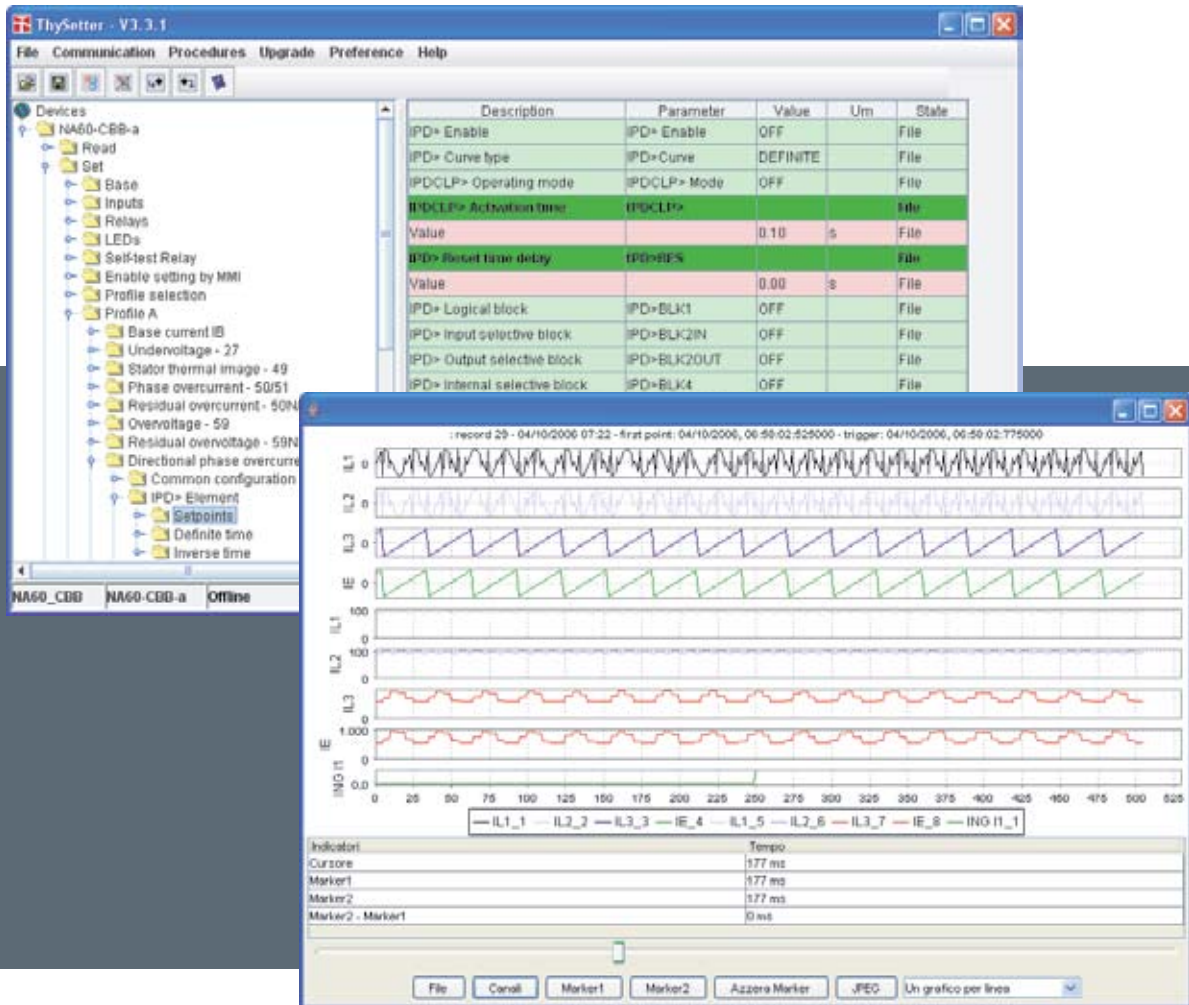 ThySetter - V3.3.1
File Communication Procedures Upgrade Preference Help
Devices
NA60-CBB-a
Read
Set
Base
Inputs
Relays
LEDs
Self-test Relay
Enable setting by MMI
Profile selection
Profile A
Base current IB
Undervoltage - 27
Stator thermal image - 49
Phase overcurrent - 50/51
Residual overcurrent - 50N
Overvoltage - 59
Residual overvoltage - 59N
Directional phase overcurre
Common configuration
IPD> Element
Setpoints
Definite time
Inverse time
NA60_CBB NA60-CBB-a Offline
Description Parameter Value Um State
IPD> Enable IPD> Enable OFF File
IPD> Curve type IPD>Curve DEFINITE File
IPDCLP> Operating mode IPDCLP> Mode OFF File
IPDCLP> Activation time tIPDCLP> File
Value 0.10 s File
IPD> Reset time delay tIPD>RES File
Value 0.00 s File
IPD> Logical block IPD>BLK1 OFF File
IPD> Input selective block IPD>BLK2IN OFF File
IPD> Output selective block IPD>BLK2OUT OFF File
IPD> Internal selective block IPD>BLK4 OFF File
: record 29 - 04/10/2006 07:22 - first point: 04/10/2006, 06:58:02:525000 - trigger: 04/10/2006, 06:58:02:775000
IL1 0
IL2 0
IL3 0
IE 0
IL1 100 0
IL2 100 0
IL3 0
IE 1.000 0
ING I1 0,0
0 25 50 75 100 125 150 175 200 225 250 275 300 325 350 375 400 425 450 475 500 525
IL1_1 IL2_2 IL3_3 IE_4 IL1_5 IL2_6 IL3_7 IE_8 ING I1_1
Indicatori Tempo
Cursore 177 ms
Marker1 177 ms
Marker2 177 ms
Marker2 - Marker1 0 ms
File Canali Marker1 Marker2 Azzera Marker JPEG Un grafico per linea